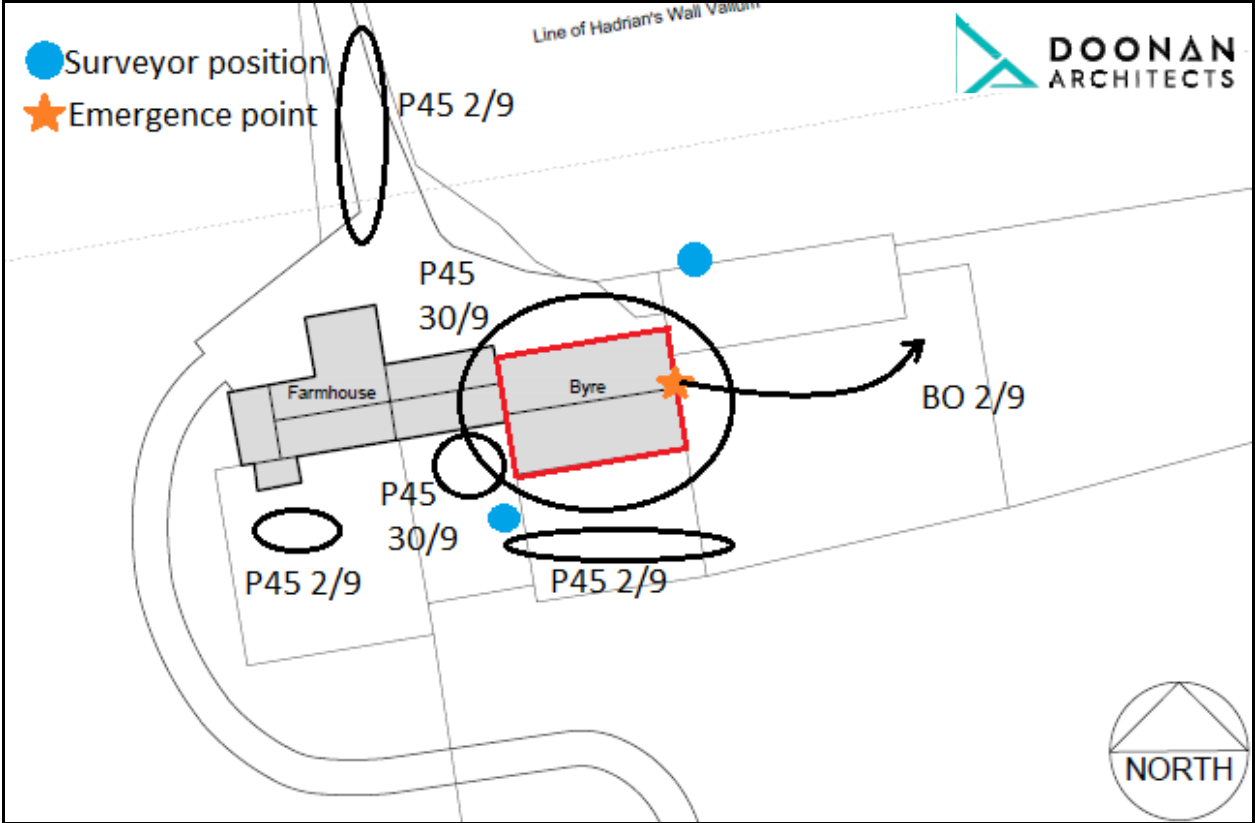 Line of Hadrian's Wall Vallum
DOONAN
ARCHITECTS
Surveyor position
Emergence point
P45 2/9
P45
30/9
Farmhouse
Byre
BO 2/9
P45
30/9
P45 2/9
P45 2/9
NORTH